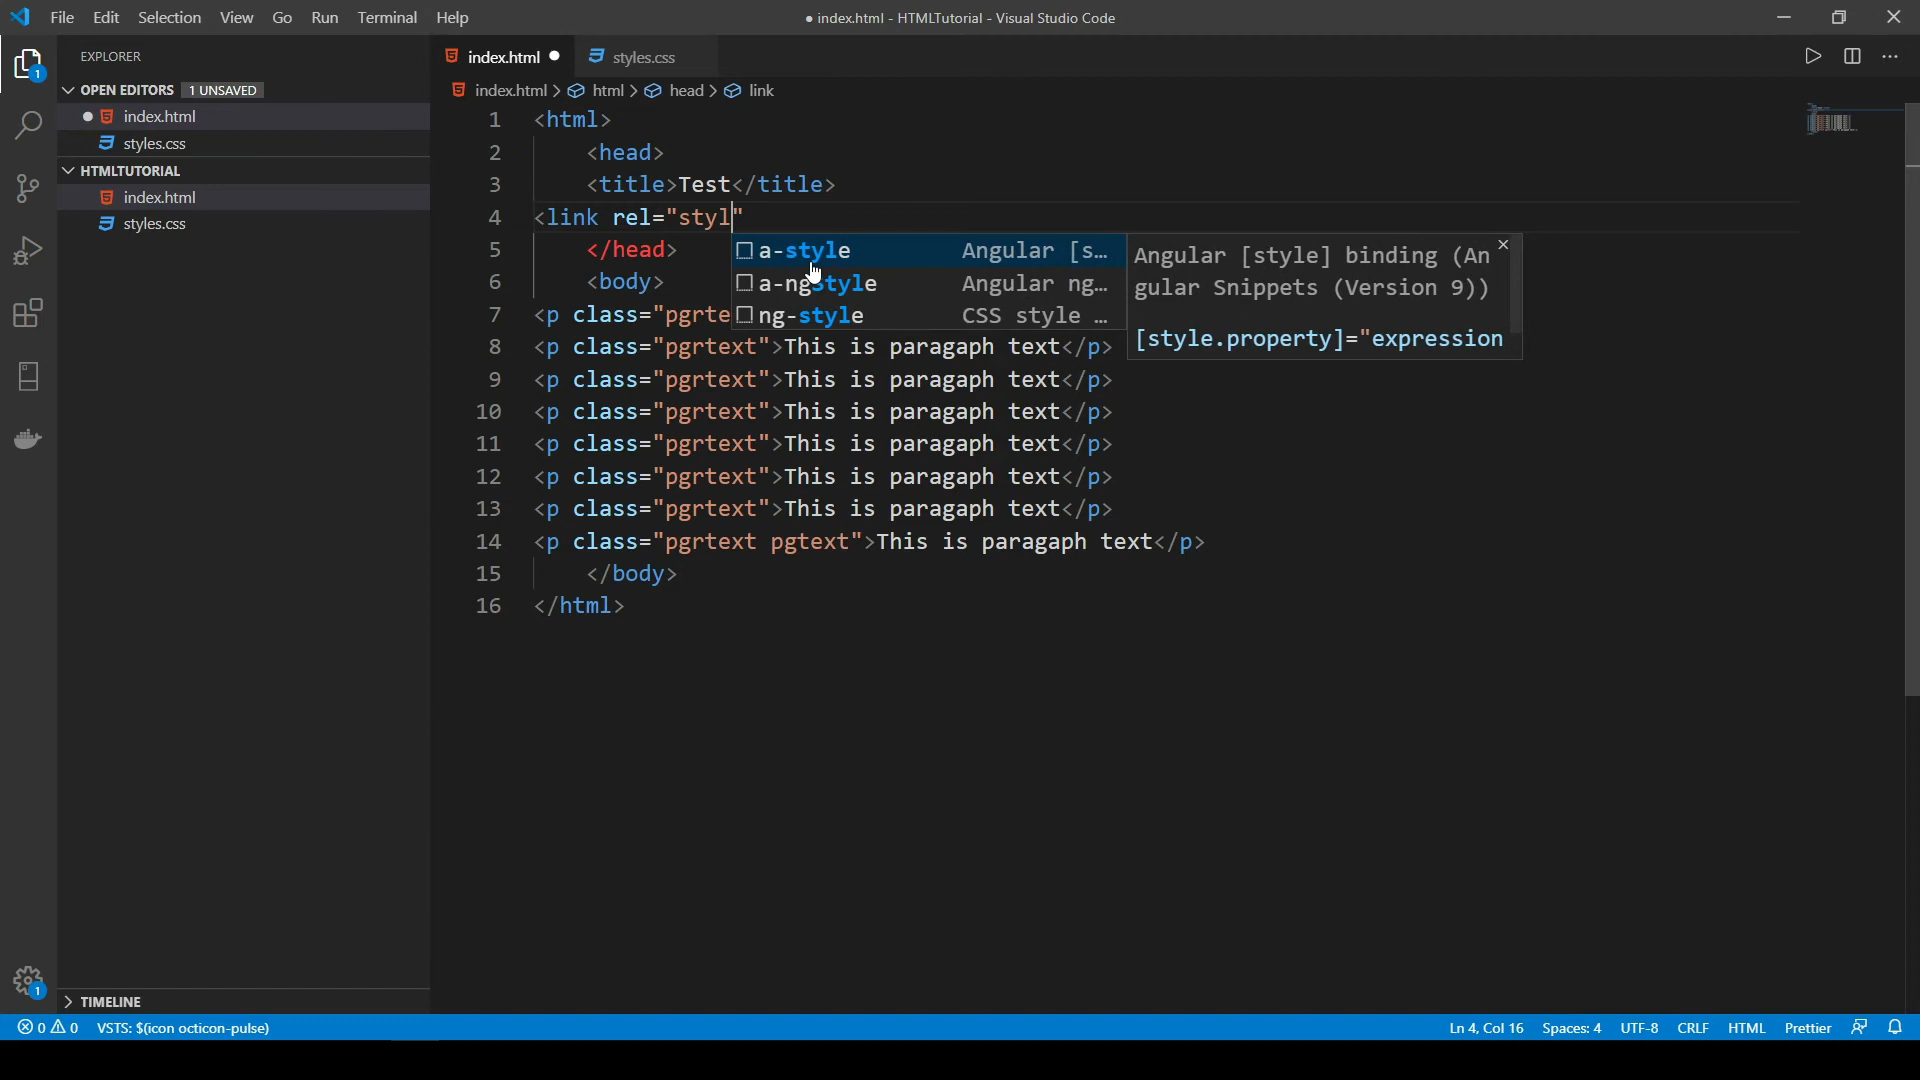 File Edit Selection View Go Run Terminal Help
● index.html - HTMLTutorial - Visual Studio Code
EXPLORER
OPEN EDITORS 1 UNSAVED
index.html
styles.css
HTMLTUTORIAL
index.html
styles.css
TIMELINE
1
1
index.html ● styles.css
index.html > html > head > link
1 <html>
2 <head>
3 <title>Test</title>
4 <link rel="styl"
5 </head>
6 <body>
7 <p class="pgrte
8 <p class="pgrtext">This is paragaph text</p>
9 <p class="pgrtext">This is paragaph text</p>
10 <p class="pgrtext">This is paragaph text</p>
11 <p class="pgrtext">This is paragaph text</p>
12 <p class="pgrtext">This is paragaph text</p>
13 <p class="pgrtext">This is paragaph text</p>
14 <p class="pgrtext pgtext">This is paragaph text</p>
15 </body>
16 </html>
a-style Angular [s…
a-ngstyle Angular ng…
ng-style CSS style …
Angular [style] binding (An
gular Snippets (Version 9))
[style.property]="expression
0 0 VSTS: $(icon octicon-pulse)
Ln 4, Col 16 Spaces: 4 UTF-8 CRLF HTML Prettier